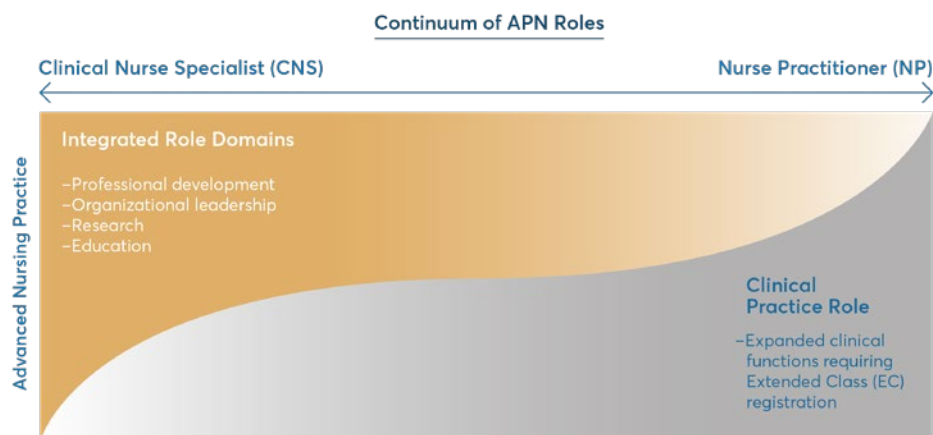 Continuum of APN Roles
Clinical Nurse Specialist (CNS)
Nurse Practitioner (NP)
Advanced Nursing Practice
Integrated Role Domains
–Professional development
–Organizational leadership
–Research
–Education
Clinical
Practice Role
–Expanded clinical
functions requiring
Extended Class (EC)
registration